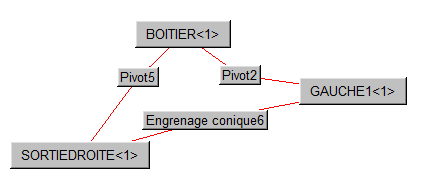 BOITIER<1>
Pivot5
Pivot2
GAUCHE1<1>
Engrenage conique6
SORTIEDROITE<1>